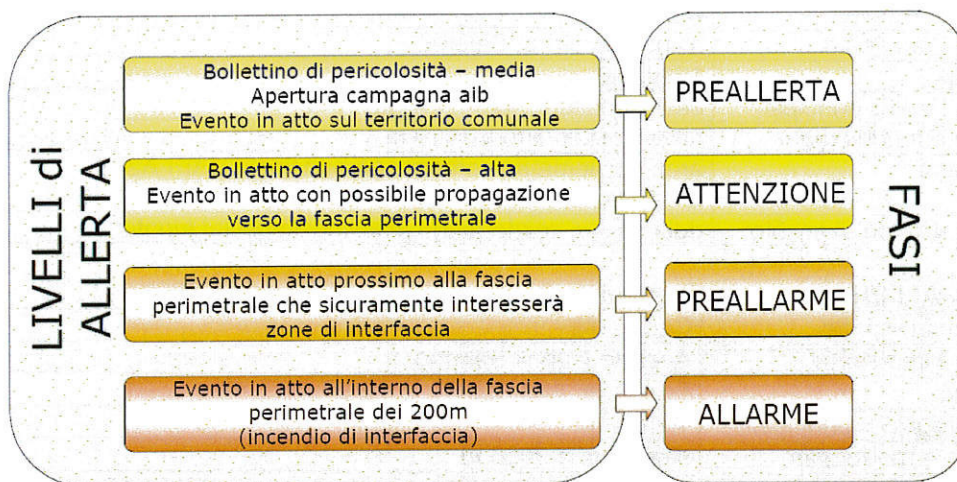 LIVELLI di
ALLERTA
Bollettino di pericolosità – media
Apertura campagna aib
Evento in atto sul territorio comunale
PREALLERTA
Bollettino di pericolosità – alta
Evento in atto con possibile propagazione
verso la fascia perimetrale
ATTENZIONE
Evento in atto prossimo alla fascia
perimetrale che sicuramente interesserà
zone di interfaccia
PREALLARME
Evento in atto all'interno della fascia
perimetrale dei 200m
(incendio di interfaccia)
ALLARME
FASI